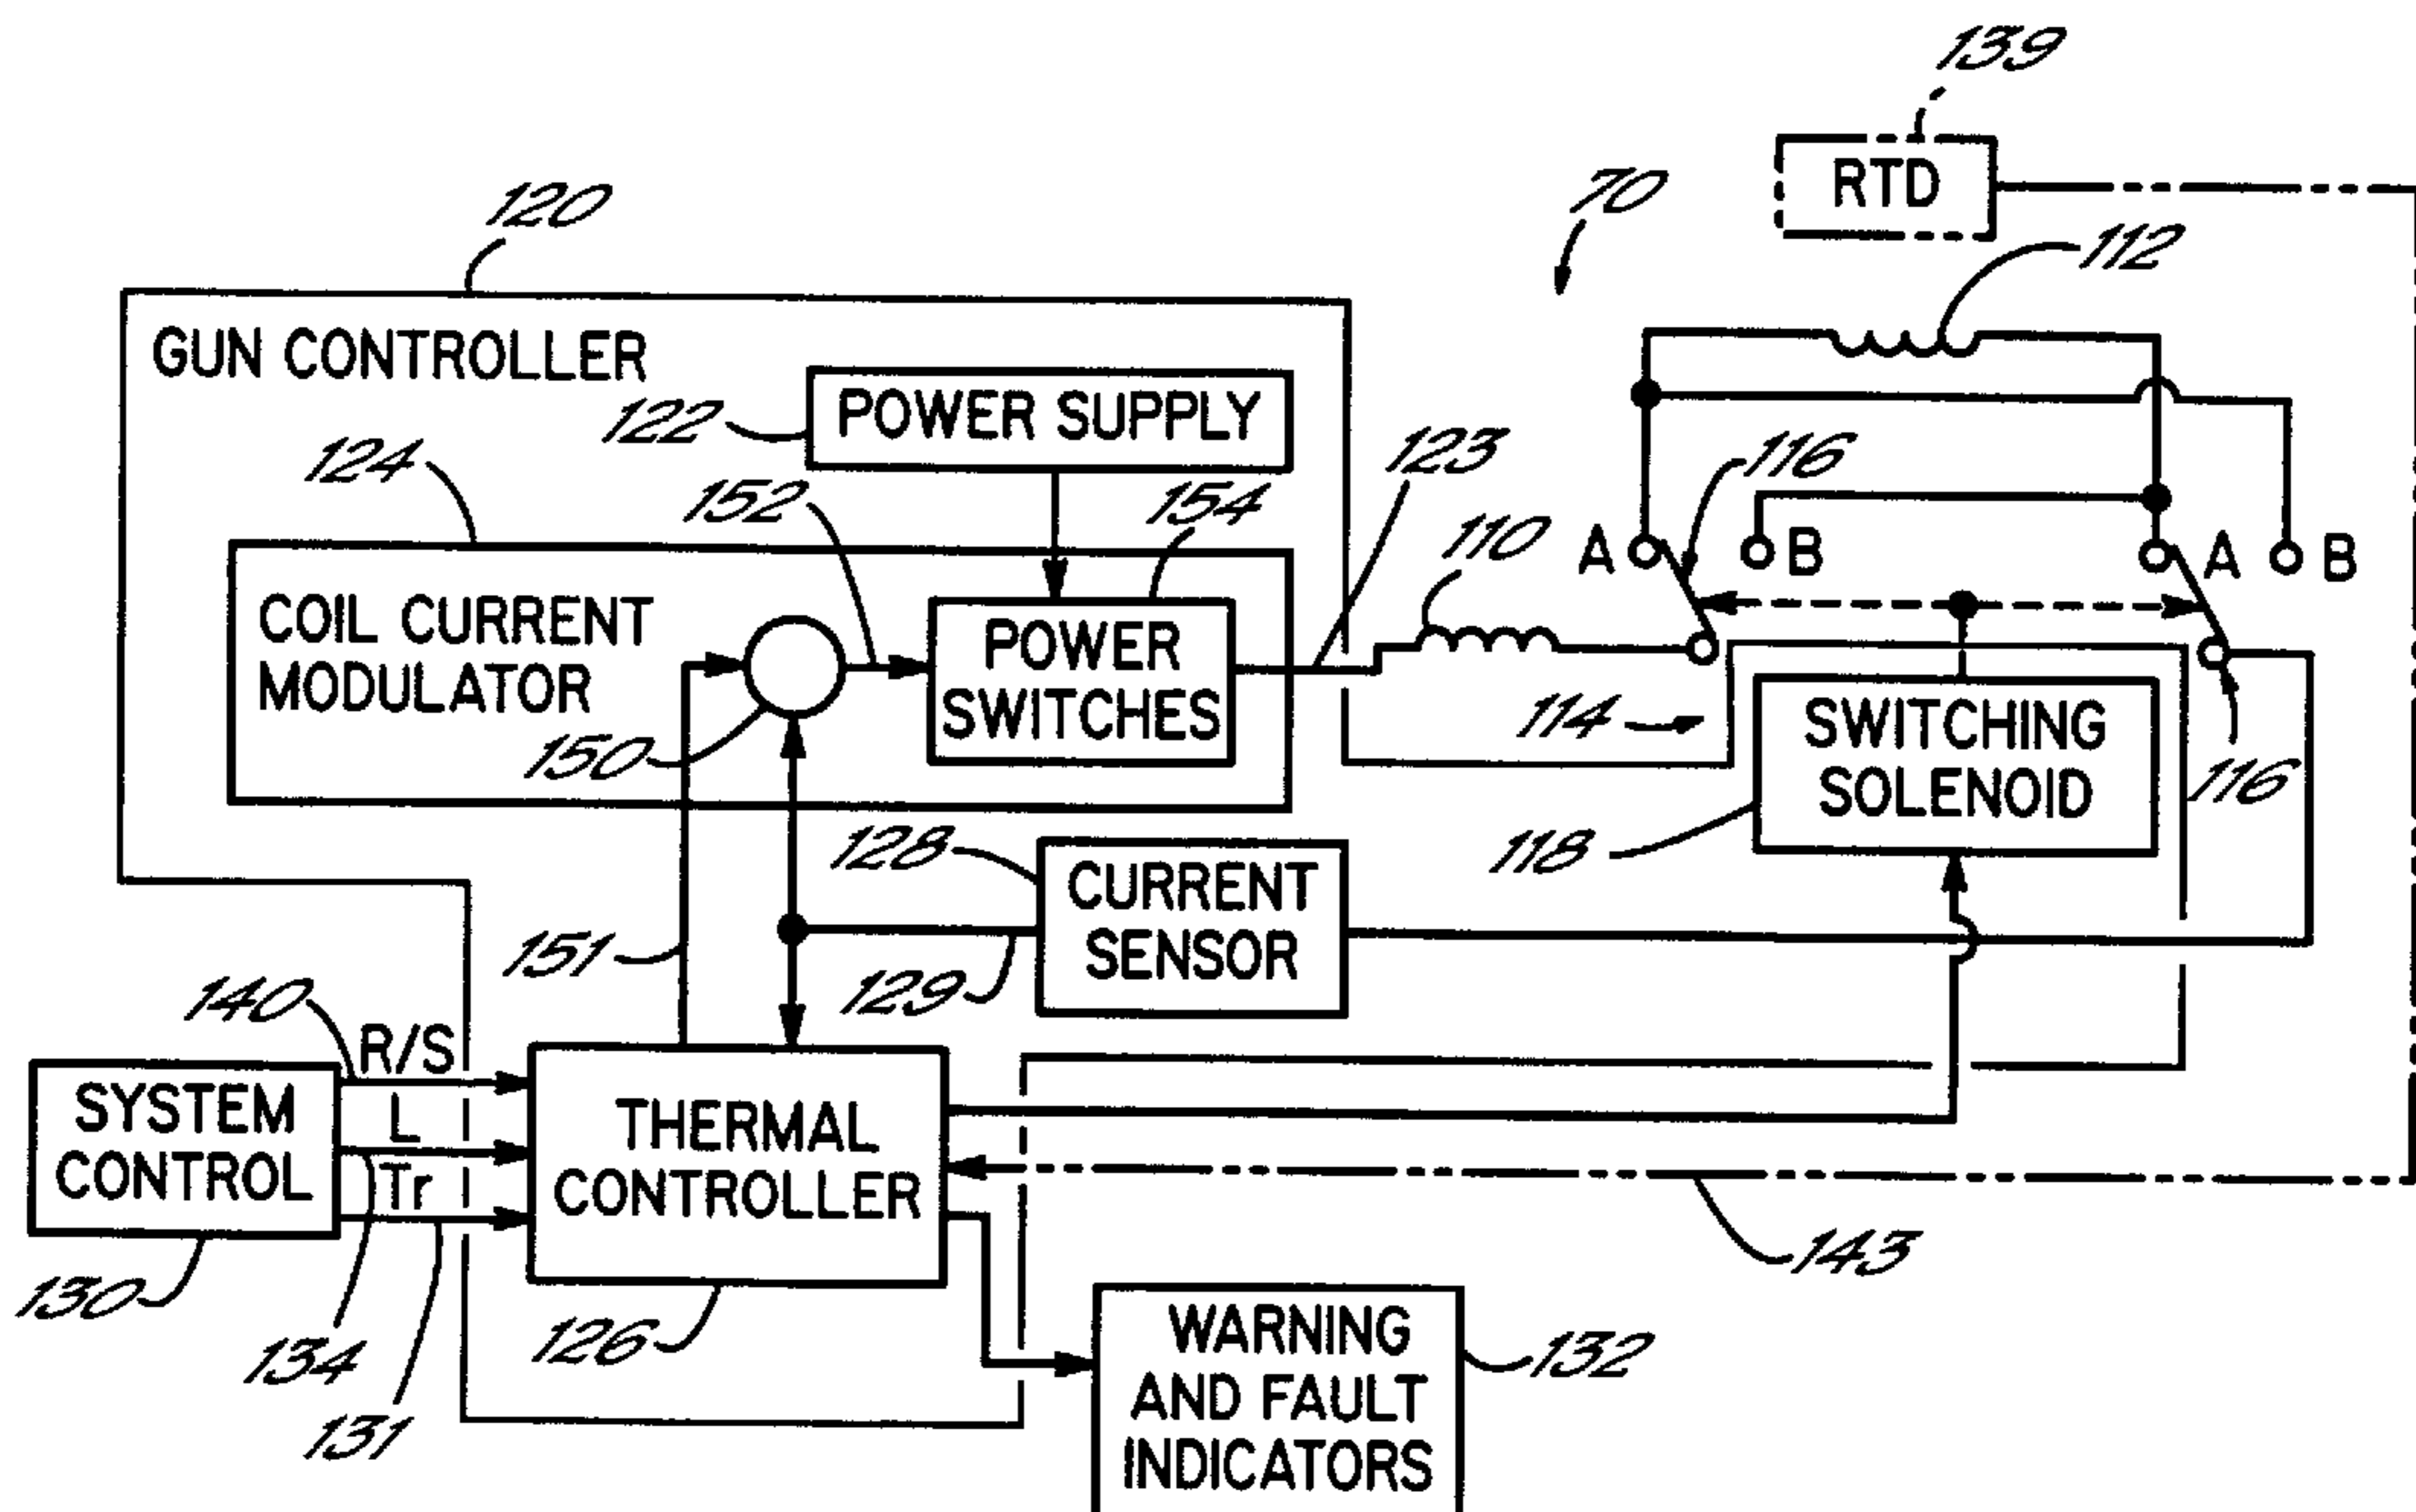 139
RTD
70
120
112
GUN CONTROLLER
122
POWER SUPPLY
123
116
124
152
154
110
A
B
A
B
COIL CURRENT
MODULATOR
POWER
SWITCHES
150
114
SWITCHING
SOLENOID
116
118
128
CURRENT
SENSOR
151
129
140
R/S
L
Tr
SYSTEM
CONTROL
THERMAL
CONTROLLER
143
130
134
131
126
WARNING
AND FAULT
INDICATORS
132